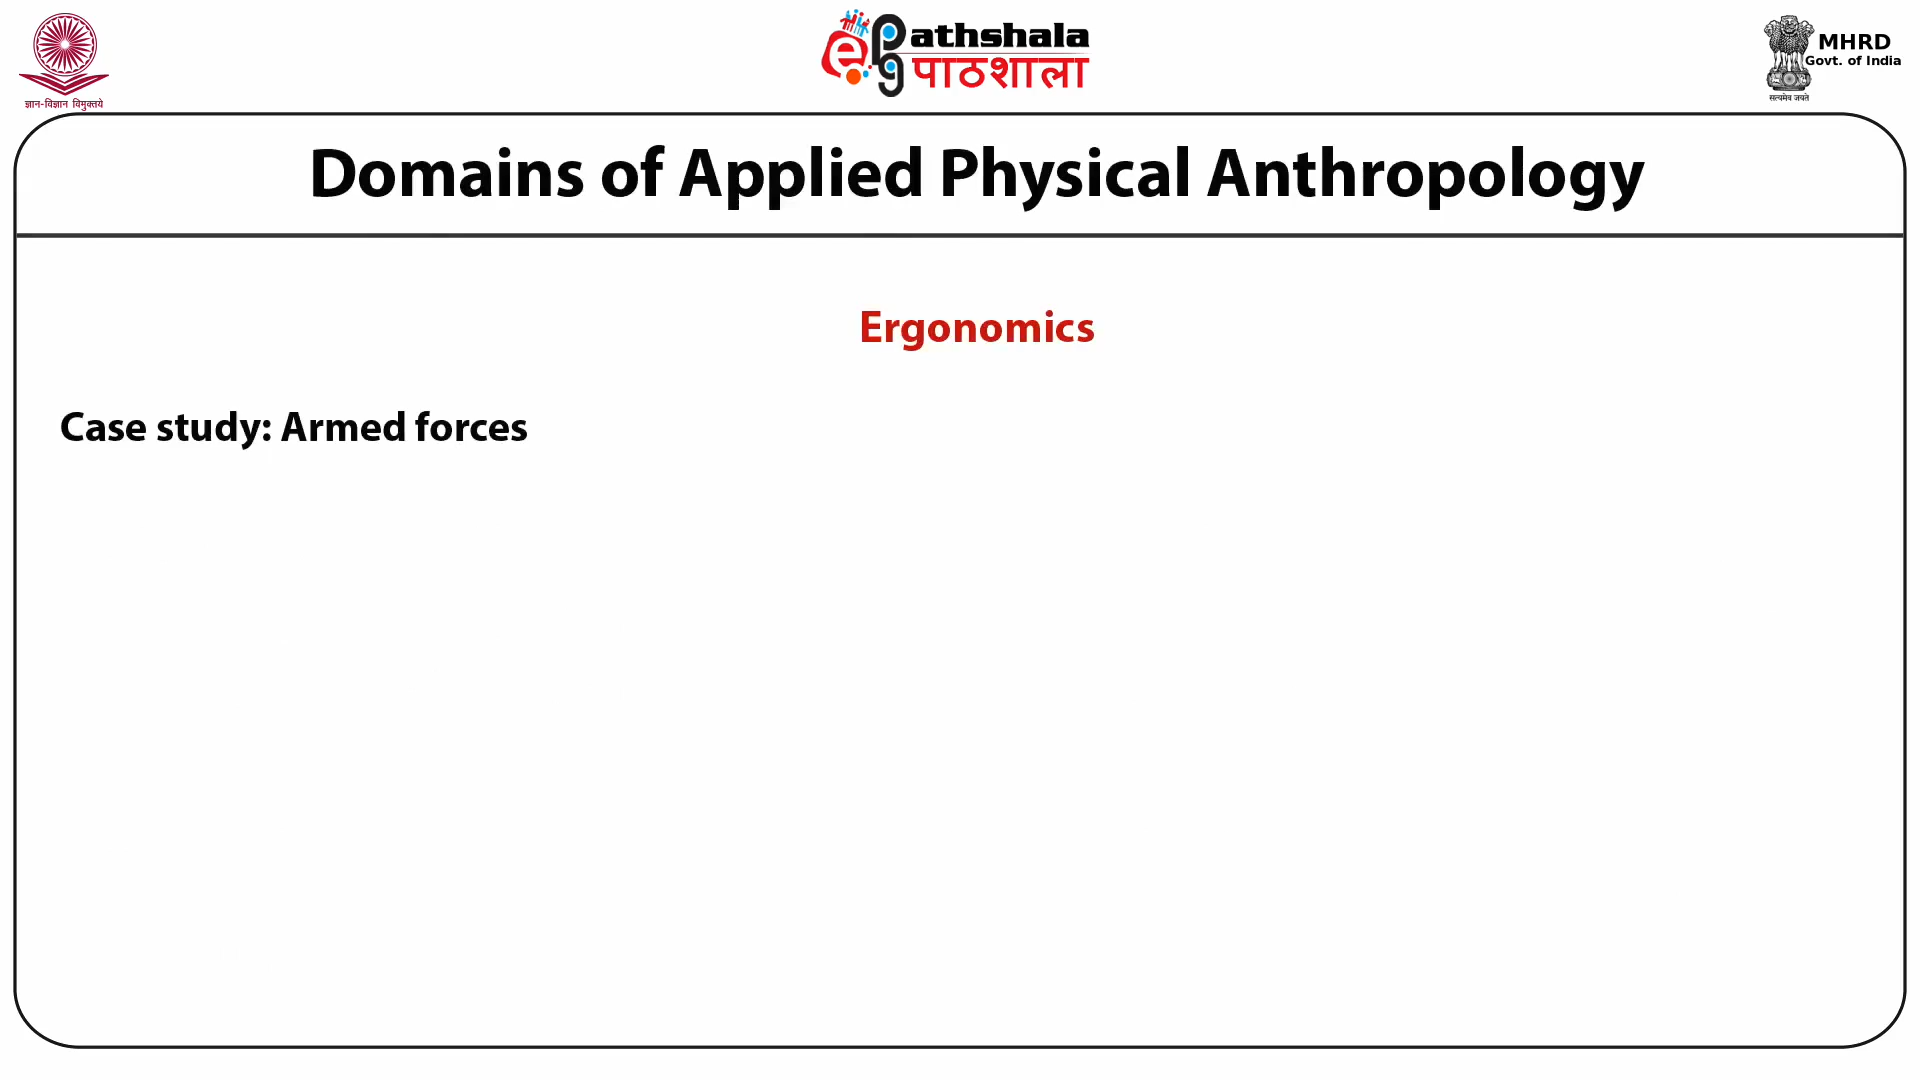 ज्ञान-विज्ञान विमुक्तये
ePathshala
पाठशाला
MHRD
Govt. of India
सत्यमेव जयते
Domains of Applied Physical Anthropology
Ergonomics
Case study: Armed forces